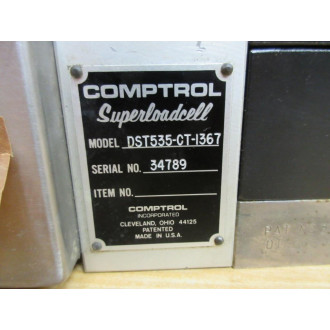 COMPTROL
Superloadcell
MODEL DST535-CT-1367
SERIAL NO. 34789
ITEM NO.
COMPTROL
INCORPORATED
CLEVELAND, OHIO 44125
PATENTED
MADE IN U.S.A.